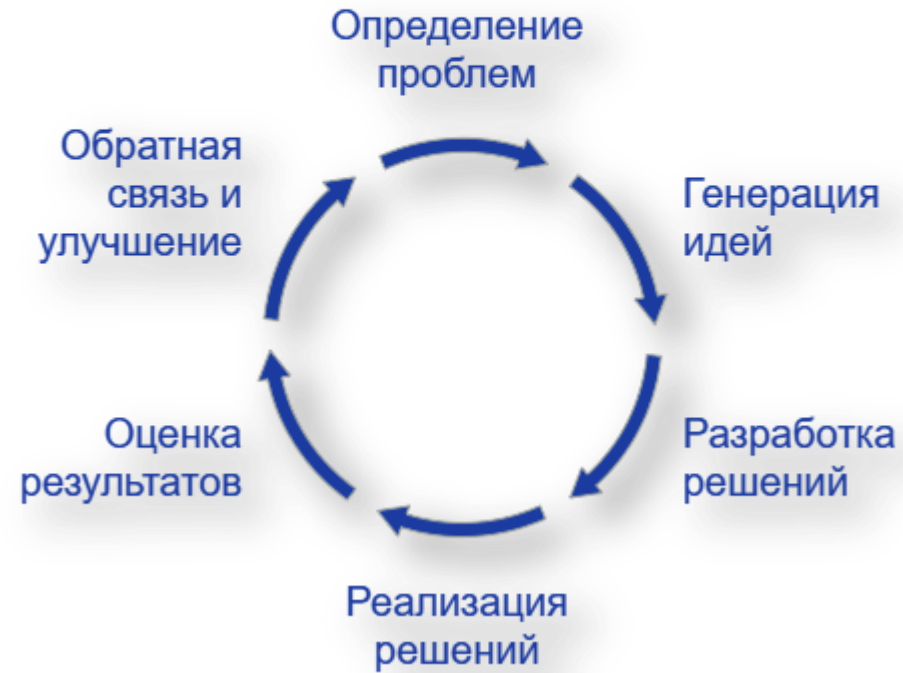 Определение
проблем
Генерация
идей
Разработка
решений
Реализация
решений
Оценка
результатов
Обратная
связь и
улучшение